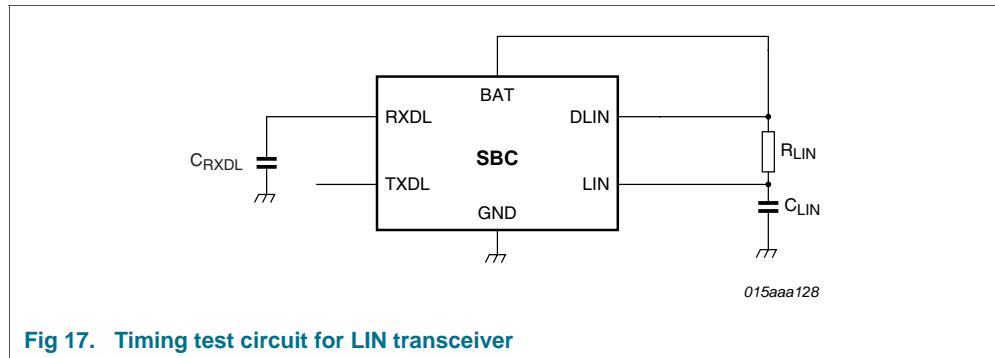 BAT
RXDL
DLIN
CRXDL
SBC
RLIN
TXDL
LIN
CLIN
GND
015aaa128
Fig 17. Timing test circuit for LIN transceiver